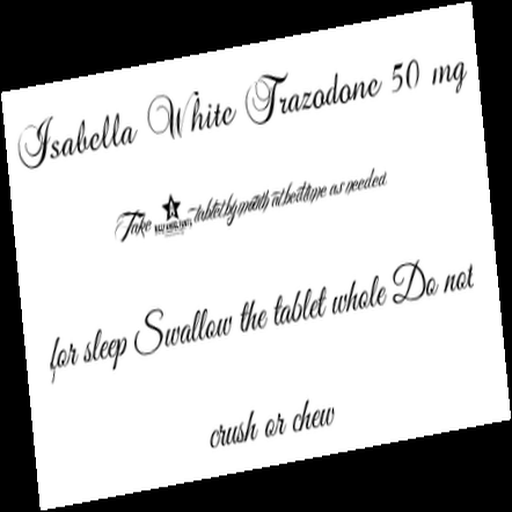 Isabella White Trazodone 50 mg
Take tablet by mouth at bedtime as needed
for sleep Swallow the tablet whole Do not
crush or chew